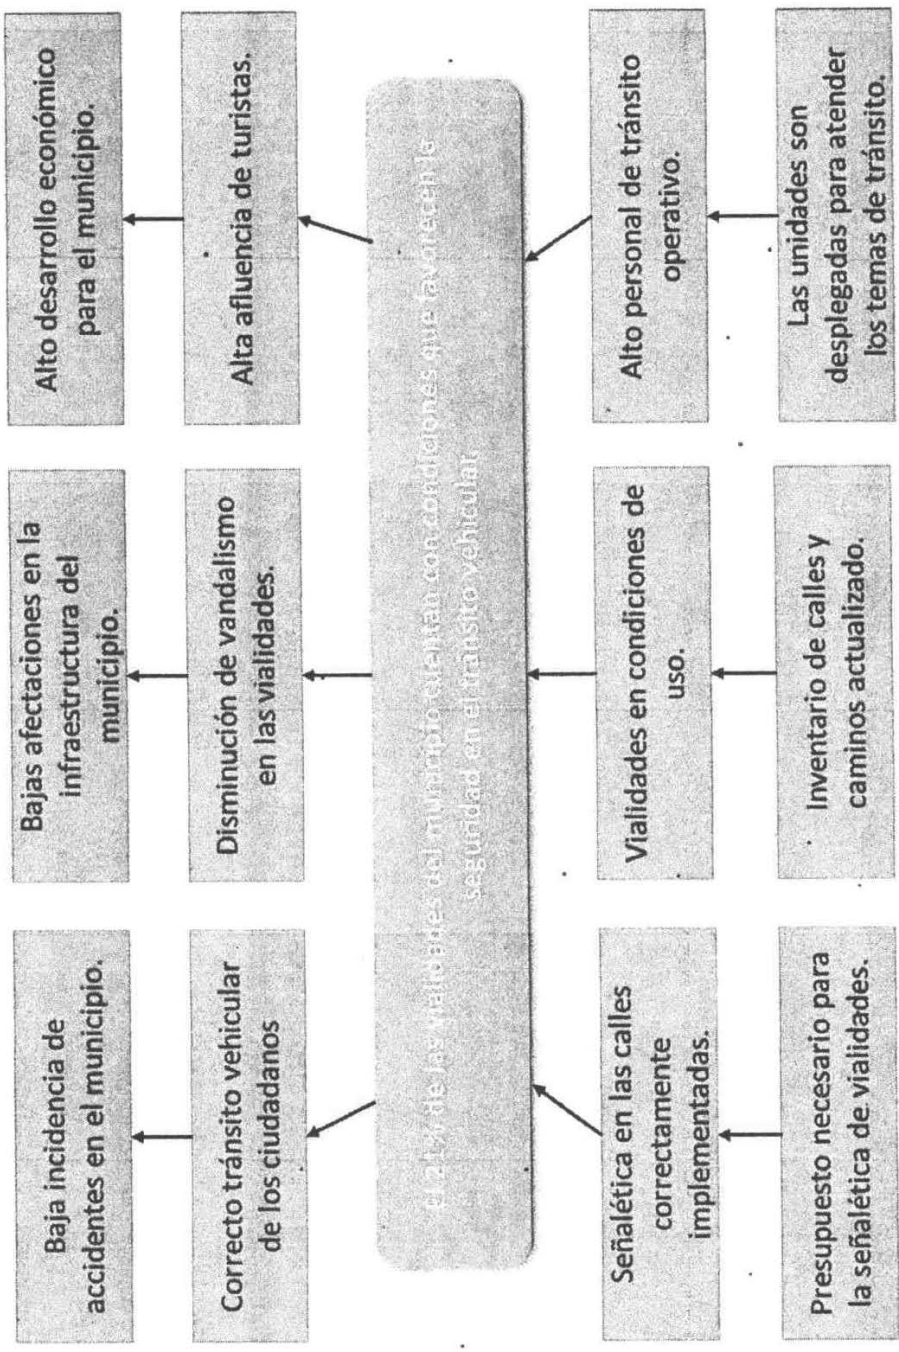 Baja incidencia de
accidentes en el municipio.
Bajas afectaciones en la
infraestructura del
municipio.
Alto desarrollo económico
para el municipio.
Correcto tránsito vehicular
de los ciudadanos
Disminución de vandalismo
en las vialidades.
Alta afluencia de turistas.
de las vialidades del municipio cuentan con condiciones que favorecen la
seguridad en el tránsito vehicular.
Señalética en las calles
correctamente
implementadas.
Vialidades en condiciones de
uso.
Alto personal de tránsito
operativo.
Presupuesto necesario para
la señalética de vialidades.
Inventario de calles y
caminos actualizado.
Las unidades son
desplegadas para atender
los temas de tránsito.